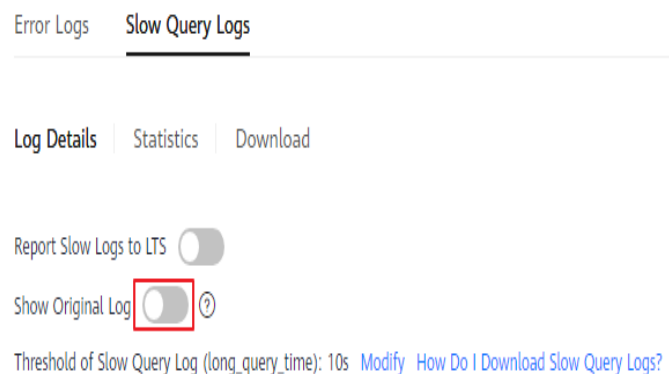 Error Logs Slow Query Logs
Log Details Statistics Download
Report Slow Logs to LTS
Show Original Log ?
Threshold of Slow Query Log (long_query_time): 10s Modify How Do I Download Slow Query Logs?